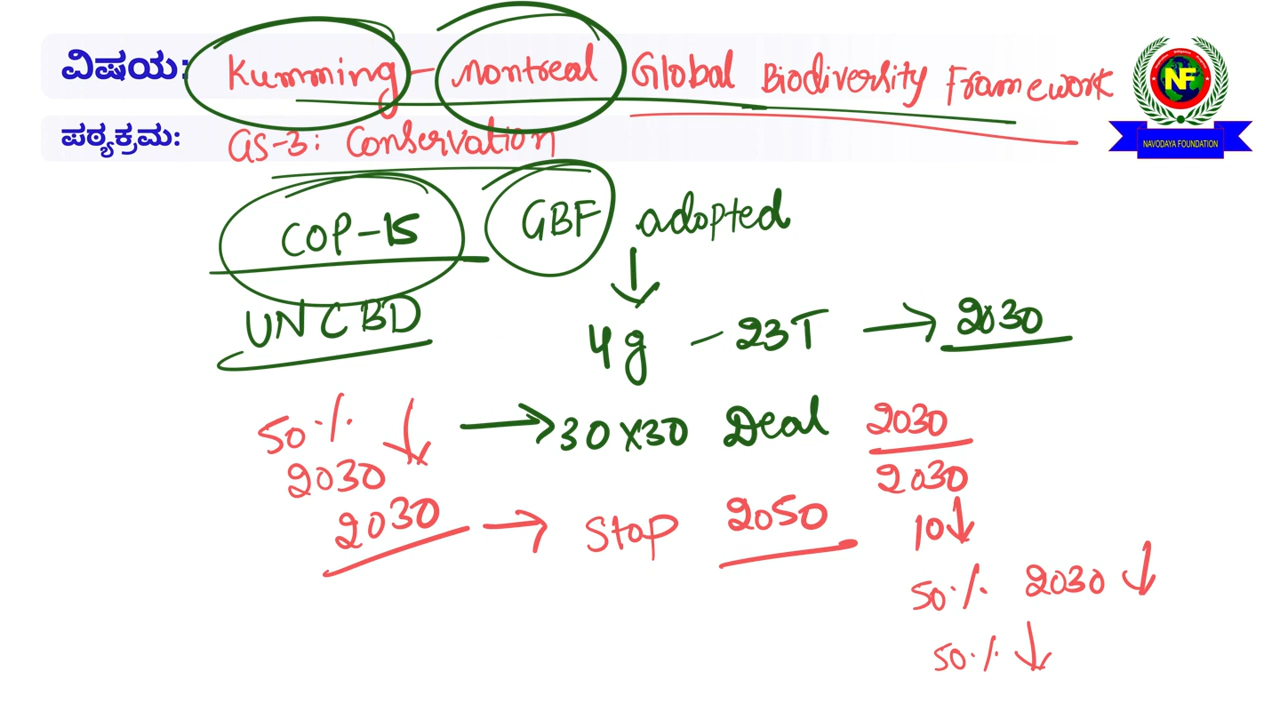 ವಿಷಯ: Kumming - Montreal Global Biodiversity Framework
ಪಠ್ಯಕ್ರಮ: GS-3: Conservation
NF
NAVODAYA FOUNDATION
COP-15 GBF adopted
UNCBD
4g - 23T → 2030
50% ↓ → 30x30 Deal 2030
2030 2030
2030 → Stop 2050 10↓
50% 2030 ↓
50% ↓